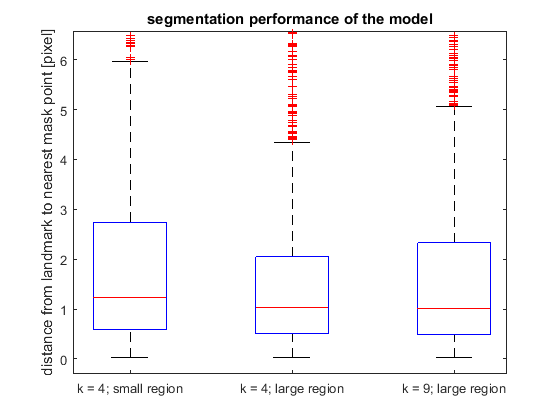 segmentation performance of the model
distance from landmark to nearest mask point [pixel]
6
5
4
3
2
1
0
k = 4; small region
k = 4; large region
k = 9; large region